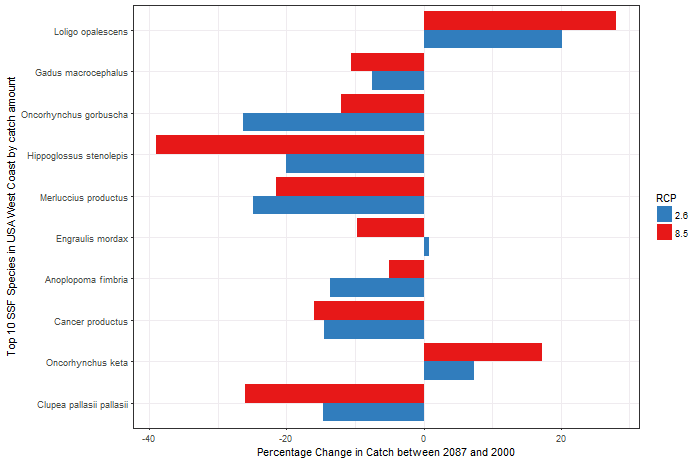 Top 10 SSF Species in USA West Coast by catch amount
Loligo opalescens
Gadus macrocephalus
Oncorhynchus gorbuscha
Hippoglossus stenolepis
Merluccius productus
Engraulis mordax
Anoplopoma fimbria
Cancer productus
Oncorhynchus keta
Clupea pallasii pallasii
-40 -20 0 20
Percentage Change in Catch between 2087 and 2000
RCP
2.6
8.5